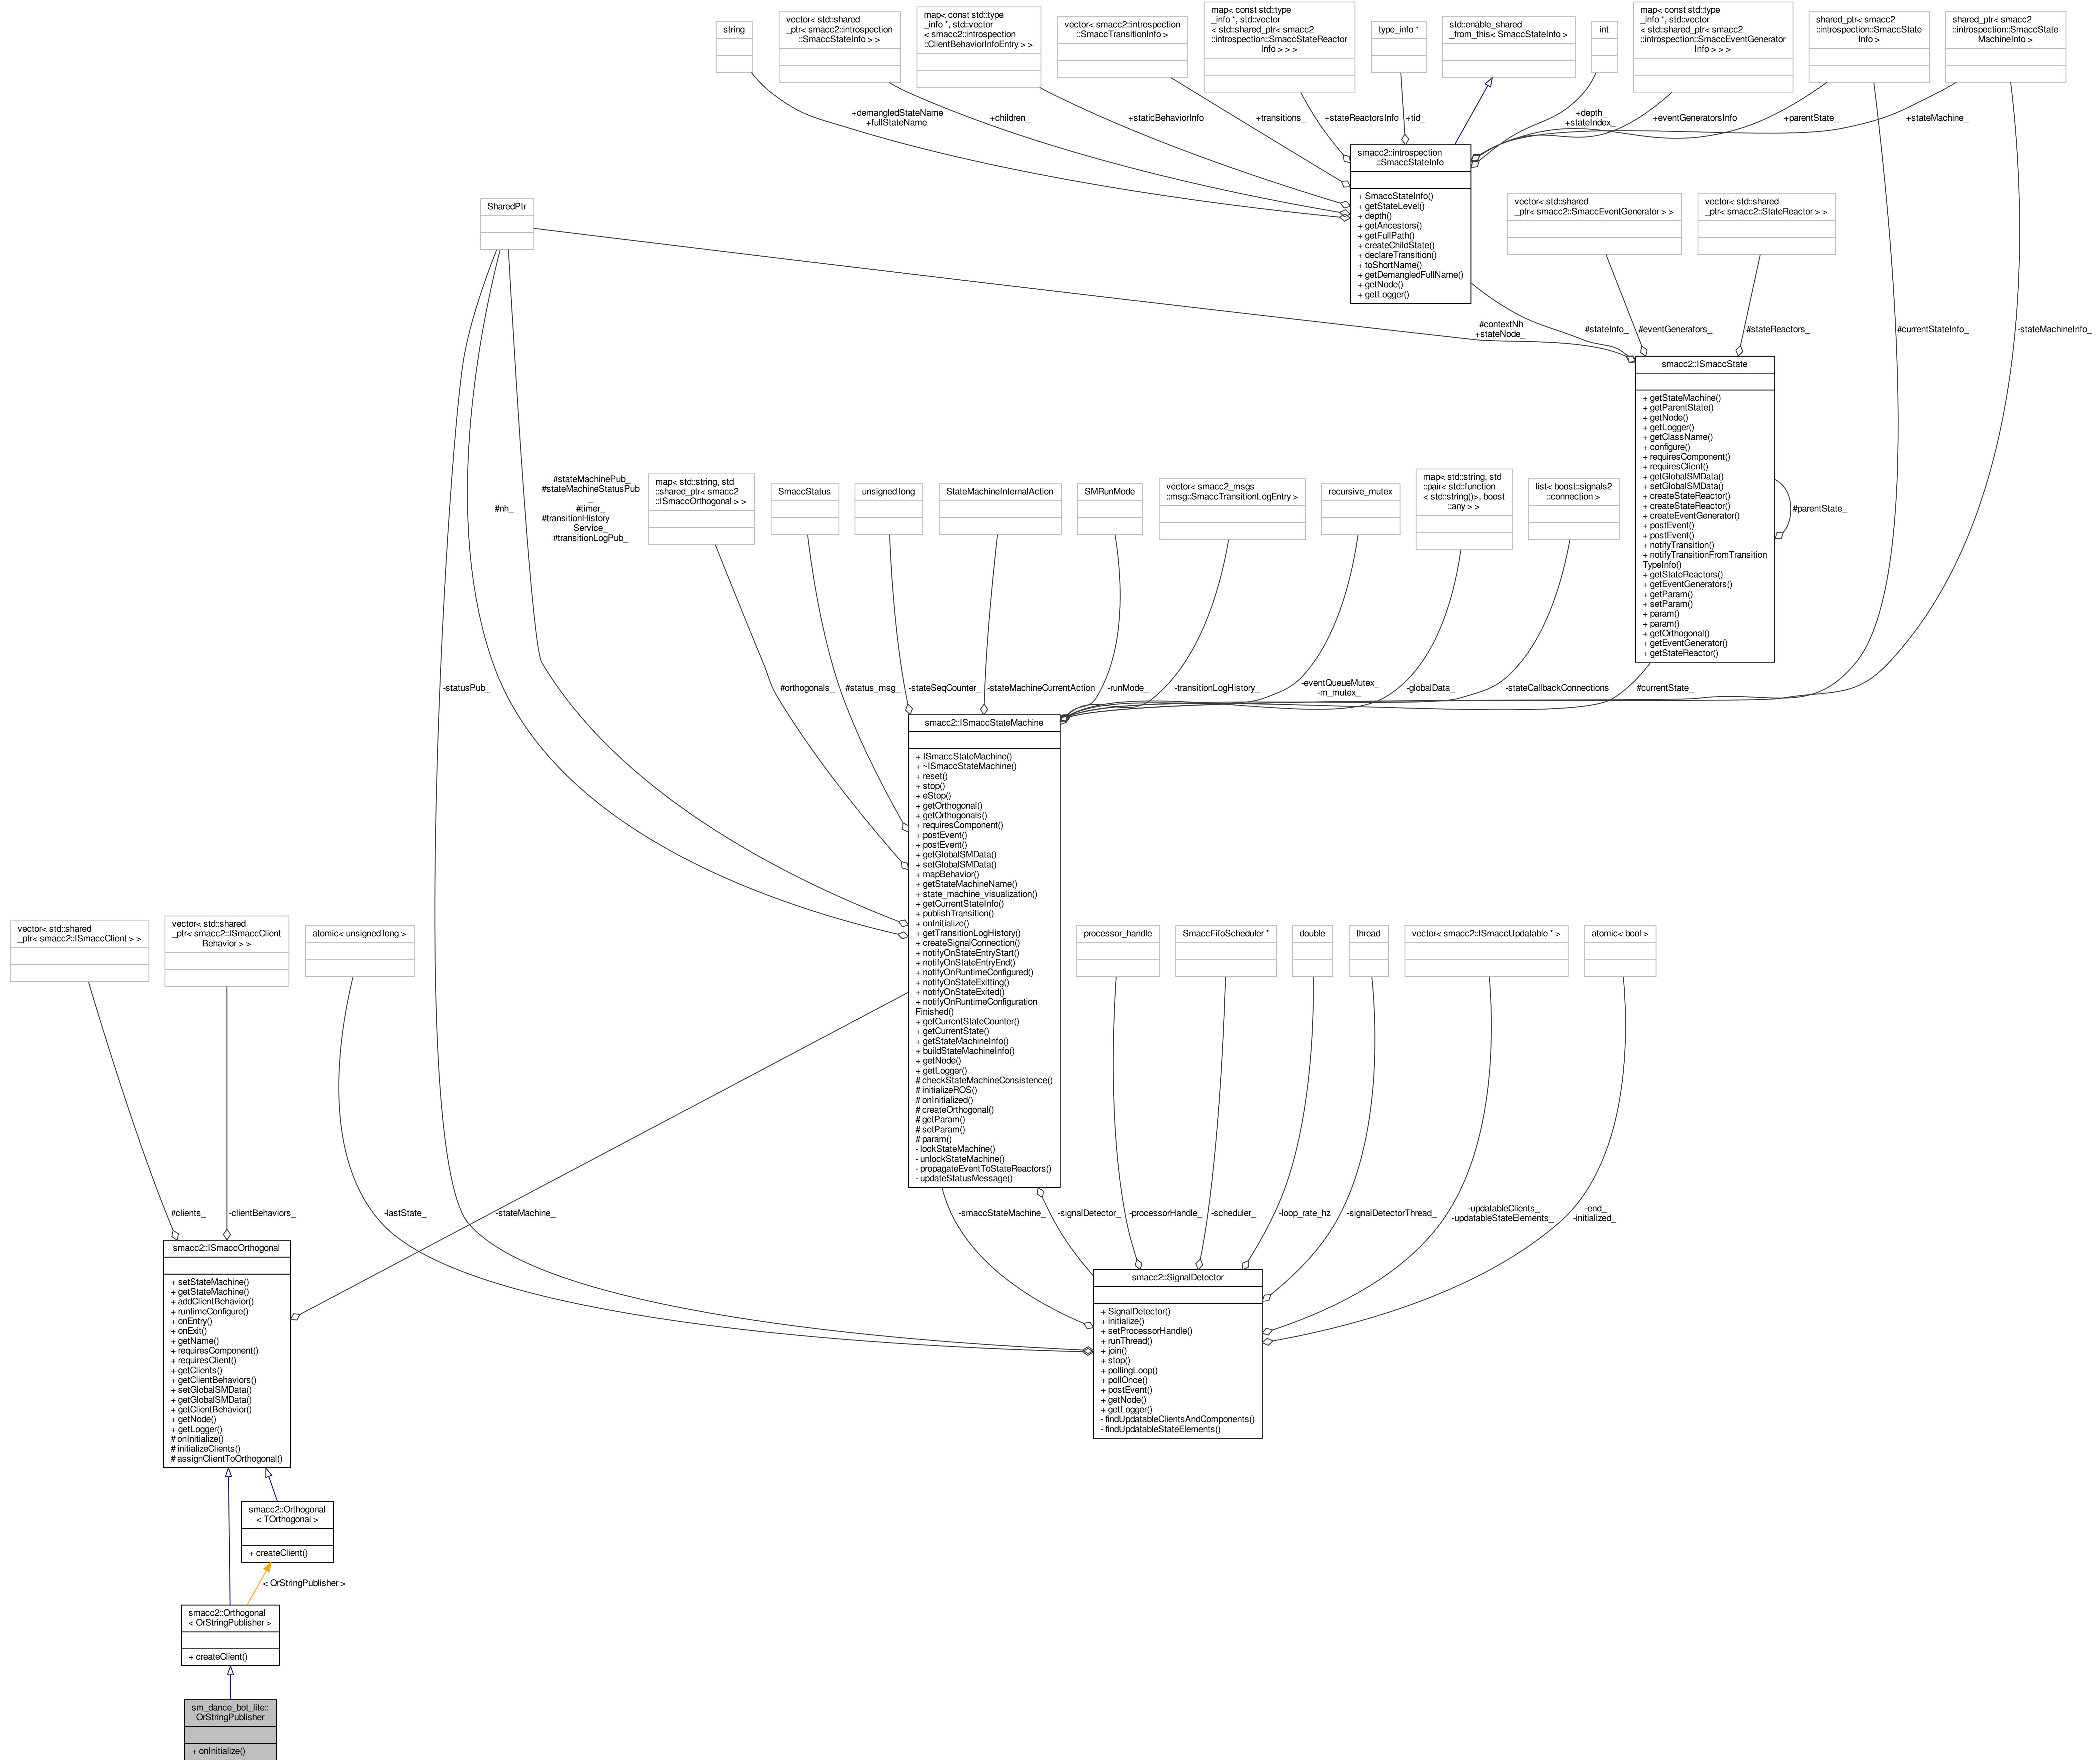 string
vector< std::shared
_ptr< smacc2::introspection
::SmaccStateInfo > >
map< const std::type
_info *, std::vector
< smacc2::introspection
::ClientBehaviorInfoEntry > >
vector< smacc2::introspection
::SmaccTransitionInfo >
map< const std::type
_info *, std::vector
< std::shared_ptr< smacc2
::introspection::SmaccStateReactor
Info > > >
type_info *
std::enable_shared
_from_this< SmaccStateInfo >
int
map< const std::type
_info *, std::vector
< std::shared_ptr< smacc2
::introspection::SmaccEventGenerator
Info > > >
shared_ptr< smacc2
::introspection::SmaccState
Info >
shared_ptr< smacc2
::introspection::SmaccState
MachineInfo >
+demangledStateName
+fullStateName
+children_
+staticBehaviorInfo
+transitions_
+stateReactorsInfo
+tid_
+depth_
+stateIndex_
+eventGeneratorsInfo
+parentState_
+stateMachine_
smacc2::introspection
::SmaccStateInfo
+ SmaccStateInfo()
+ getStateLevel()
+ depth()
+ getAncestors()
+ getFullPath()
+ createChildState()
+ declareTransition()
+ toShortName()
+ getDemangledFullName()
+ getNode()
+ getLogger()
SharedPtr
vector< std::shared
_ptr< smacc2::SmaccEventGenerator > >
vector< std::shared
_ptr< smacc2::StateReactor > >
#contextNh
+stateNode_
#stateInfo_
#eventGenerators_
#stateReactors_
#currentStateInfo_
-stateMachineInfo_
smacc2::ISmaccState
+ getStateMachine()
+ getParentState()
+ getNode()
+ getLogger()
+ getClassName()
+ configure()
+ requiresComponent()
+ requiresClient()
+ getGlobalSMData()
+ setGlobalSMData()
+ createStateReactor()
+ createStateReactor()
+ createEventGenerator()
+ postEvent()
+ postEvent()
+ notifyTransition()
+ notifyTransitionFromTransition
TypeInfo()
+ getStateReactors()
+ getEventGenerators()
+ getParam()
+ setParam()
+ param()
+ param()
+ getOrthogonal()
+ getEventGenerator()
+ getStateReactor()
#parentState_
#nh_
#stateMachinePub_
#stateMachineStatusPub
_
#timer_
#transitionHistory
Service_
#transitionLogPub_
map< std::string, std
::shared_ptr< smacc2
::ISmaccOrthogonal > >
SmaccStatus
unsigned long
StateMachineInternalAction
SMRunMode
vector< smacc2_msgs
::msg::SmaccTransitionLogEntry >
recursive_mutex
map< std::string, std
::pair< std::function
< std::string()>, boost
::any > >
list< boost::signals2
::connection >
-statusPub_
#orthogonals_
#status_msg_
-stateSeqCounter_
-stateMachineCurrentAction
-runMode_
-transitionLogHistory_
-eventQueueMutex_
-m_mutex_
-globalData_
-stateCallbackConnections
#currentState_
smacc2::ISmaccStateMachine
+ ISmaccStateMachine()
+ ~ISmaccStateMachine()
+ reset()
+ stop()
+ eStop()
+ getOrthogonal()
+ getOrthogonals()
+ requiresComponent()
+ postEvent()
+ postEvent()
+ getGlobalSMData()
+ setGlobalSMData()
+ mapBehavior()
+ getStateMachineName()
+ state_machine_visualization()
+ getCurrentStateInfo()
+ publishTransition()
+ onInitialize()
+ getTransitionLogHistory()
+ createSignalConnection()
+ notifyOnStateEntryStart()
+ notifyOnStateEntryEnd()
+ notifyOnRuntimeConfigured()
+ notifyOnStateExitting()
+ notifyOnStateExited()
+ notifyOnRuntimeConfiguration
Finished()
+ getCurrentStateCounter()
+ getCurrentState()
+ getStateMachineInfo()
+ buildStateMachineInfo()
+ getNode()
+ getLogger()
# checkStateMachineConsistence()
# initializeROS()
# onInitialized()
# createOrthogonal()
# getParam()
# setParam()
# param()
- lockStateMachine()
- unlockStateMachine()
- propagateEventToStateReactors()
- updateStatusMessage()
vector< std::shared
_ptr< smacc2::ISmaccClient > >
vector< std::shared
_ptr< smacc2::ISmaccClient
Behavior > >
atomic< unsigned long >
processor_handle
SmaccFifoScheduler *
double
thread
vector< smacc2::ISmaccUpdatable * >
atomic< bool >
#clients_
-clientBehaviors_
-lastState_
-stateMachine_
-smaccStateMachine_
-signalDetector_
-processorHandle_
-scheduler_
-loop_rate_hz
-signalDetectorThread_
-updatableClients_
-updatableStateElements_
-end_
-initialized_
smacc2::ISmaccOrthogonal
+ setStateMachine()
+ getStateMachine()
+ addClientBehavior()
+ runtimeConfigure()
+ onEntry()
+ onExit()
+ getName()
+ requiresComponent()
+ requiresClient()
+ getClients()
+ getClientBehaviors()
+ setGlobalSMData()
+ getGlobalSMData()
+ getClientBehavior()
+ getNode()
+ getLogger()
# onInitialize()
# initializeClients()
# assignClientToOrthogonal()
smacc2::SignalDetector
+ SignalDetector()
+ initialize()
+ setProcessorHandle()
+ runThread()
+ join()
+ stop()
+ pollingLoop()
+ pollOnce()
+ postEvent()
+ getNode()
+ getLogger()
- findUpdatableClientsAndComponents()
- findUpdatableStateElements()
smacc2::Orthogonal
< TOrthogonal >
+ createClient()
< OrStringPublisher >
smacc2::Orthogonal
< OrStringPublisher >
+ createClient()
sm_dance_bot_lite::
OrStringPublisher
+ onInitialize()